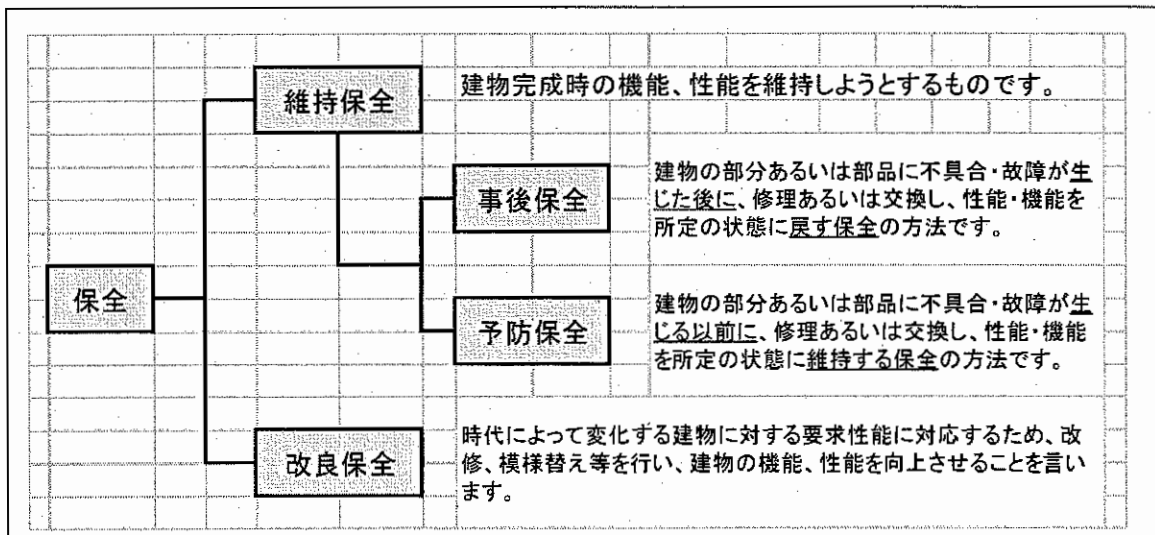 維持保全
建物完成時の機能、性能を維持しようとするものです。
事後保全
建物の部分あるいは部品に不具合・故障が生
じた後に、修理あるいは交換し、性能・機能を
所定の状態に戻す保全の方法です。
保全
予防保全
建物の部分あるいは部品に不具合・故障が生
じる以前に、修理あるいは交換し、性能・機能
を所定の状態に維持する保全の方法です。
改良保全
時代によって変化する建物に対する要求性能に対応するため、改
修、模様替え等を行い、建物の機能、性能を向上させることを言い
ます。